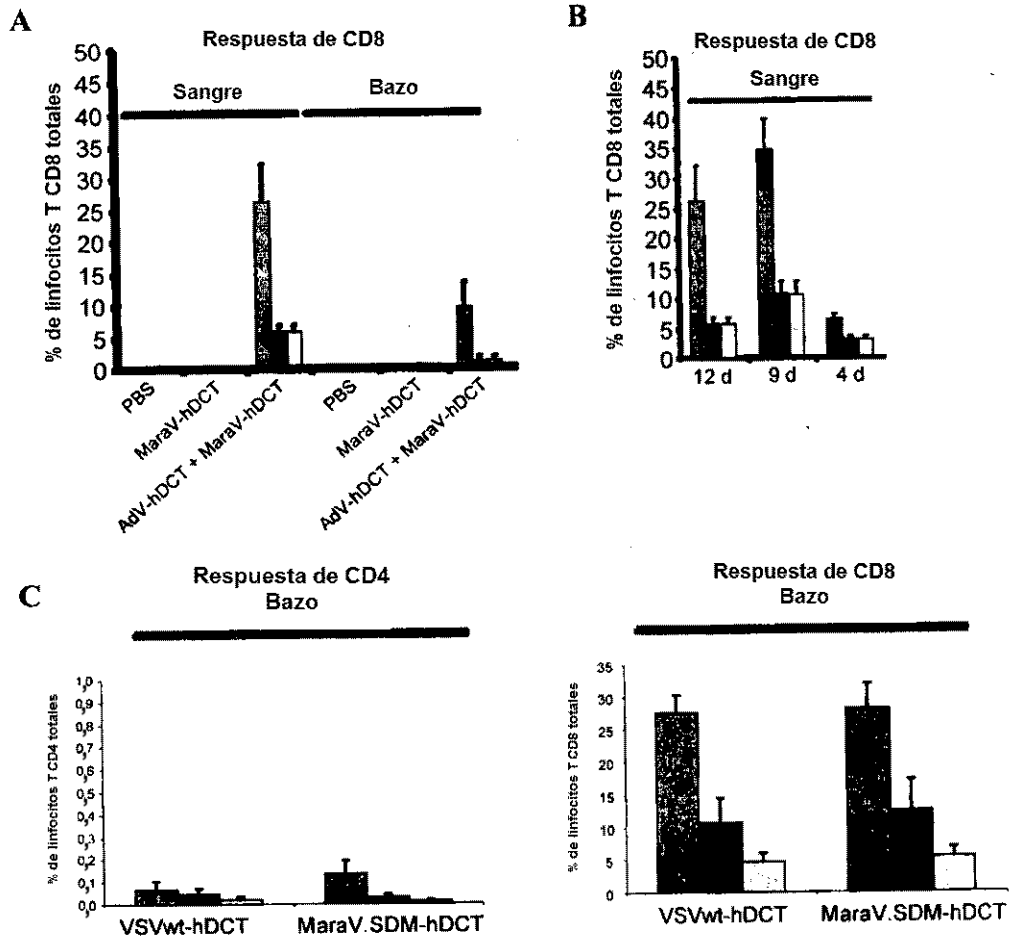 A
Respuesta de CD8
Sangre
Bazo
% de linfocitos T CD8 totales
50
45
40
35
30
25
20
15
10
5
0
PBS
MaraV-hDCT
AdV-hDCT + MaraV-hDCT
PBS
MaraV-hDCT
AdV-hDCT + MaraV-hDCT
B
Respuesta de CD8
Sangre
% de linfocitos T CD8 totales
50
45
40
35
30
25
20
15
10
5
0
12 d
9 d
4 d
C
Respuesta de CD4
Bazo
% de linfocitos T CD4 totales
1,0
0,9
0,8
0,7
0,6
0,5
0,4
0,3
0,2
0,1
0,0
VSVwt-hDCT
MaraV.SDM-hDCT
Respuesta de CD8
Bazo
% de linfocitos T CD8 totales
35
30
25
20
15
10
5
0
VSVwt-hDCT
MaraV.SDM-hDCT